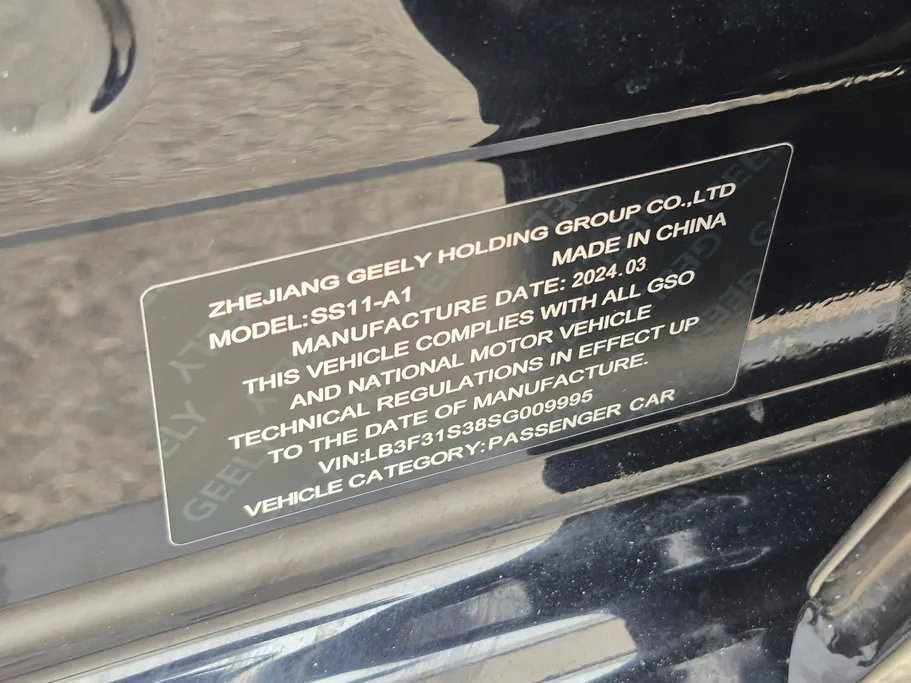 ZHEJIANG GEELY HOLDING GROUP CO.,LTD
MODEL:SS11-A1 MADE IN CHINA
MANUFACTURE DATE: 2024.03
THIS VEHICLE COMPLIES WITH ALL GSO
AND NATIONAL MOTOR VEHICLE
TECHNICAL REGULATIONS IN EFFECT UP
TO THE DATE OF MANUFACTURE.
VIN:LB3F31S38SG009995
VEHICLE CATEGORY:PASSENGER CAR
GEELY
GEELY